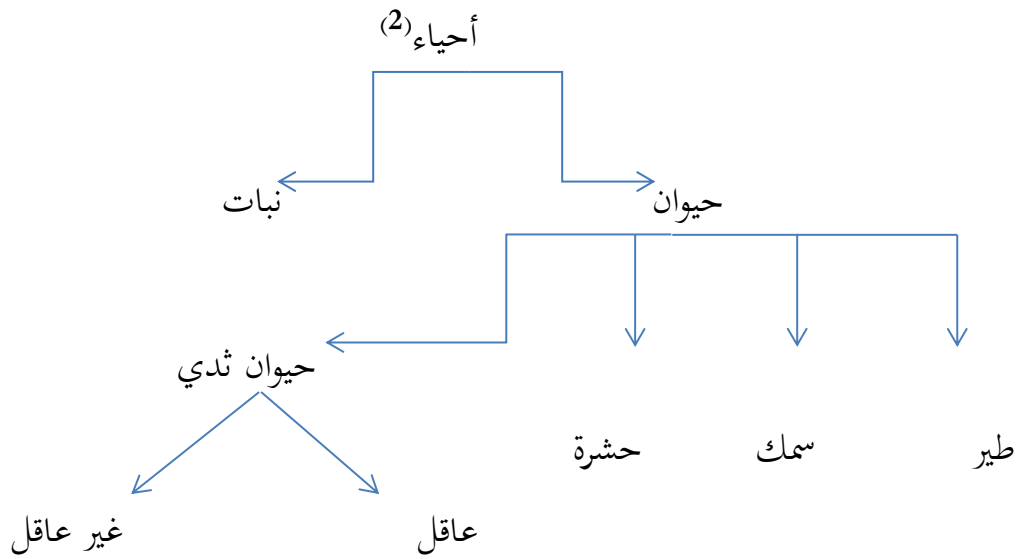 أحياء(2)
حيوان نبات
حيوان ثدي
طير سمك حشرة
عاقل غير عاقل